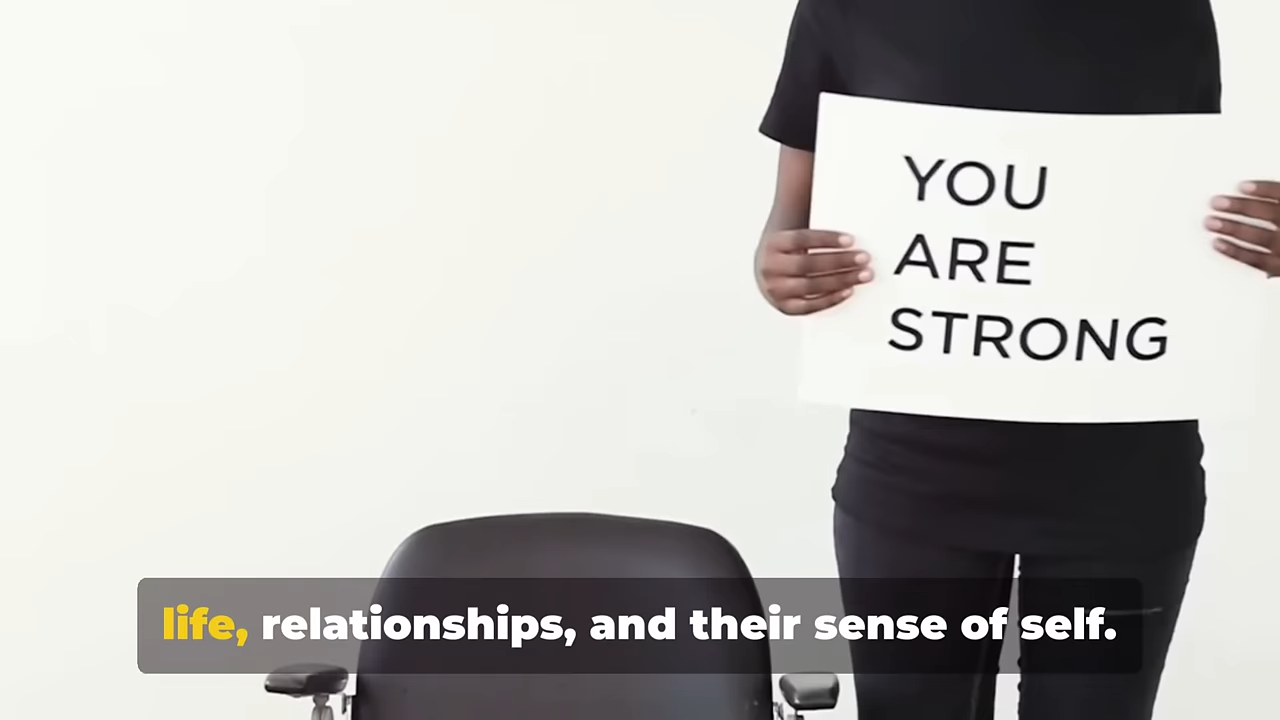 YOU
ARE
STRONG
life, relationships, and their sense of self.